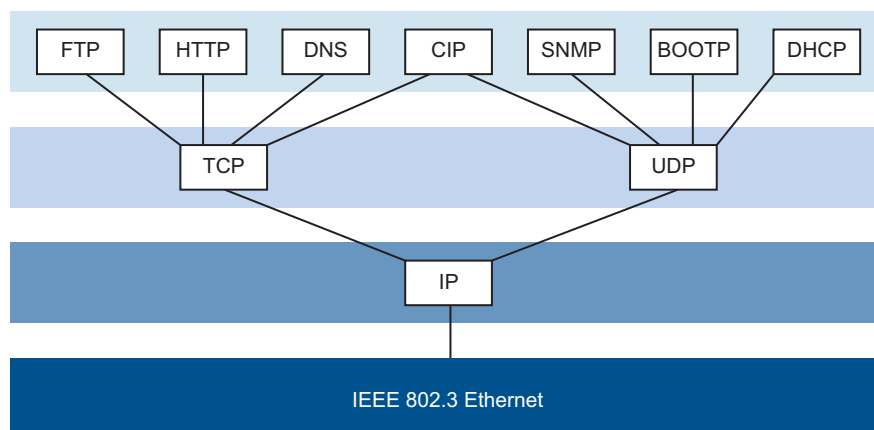 FTP HTTP DNS CIP SNMP BOOTP DHCP
TCP UDP
IP
IEEE 802.3 Ethernet